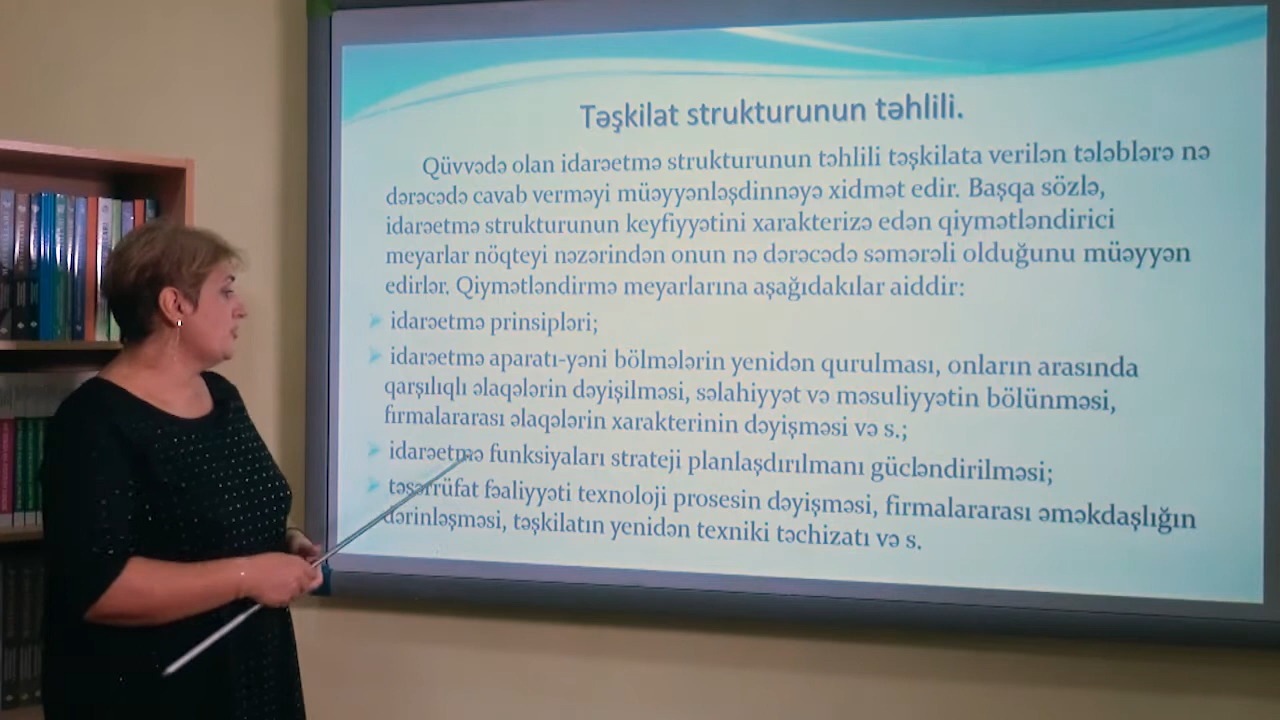 Təşkilat strukturunun təhlili.
Qüvvədə olan idarəetmə strukturunun təhlili təşkilata verilən tələblərə nə
dərəcədə cavab verməyi müəyyənləşdinnəyə xidmət edir. Başqa sözlə,
idarəetmə strukturunun keyfiyyətini xarakterizə edən qiymətləndirici
meyarlar nöqteyi nəzərindən onun nə dərəcədə səmərəli olduğunu müəyyən
edirlər. Qiymətləndirmə meyarlarına aşağıdakılar aiddir:
idarəetmə prinsipləri;
idarəetmə aparatı-yəni bölmələrin yenidən qurulması, onların arasında
qarşılıqlı əlaqələrin dəyişilməsi, səlahiyyət və məsuliyyətin bölünməsi,
firmalararası əlaqələrin xarakterinin dəyişməsi və s.;
idarəetmə funksiyaları strateji planlaşdırılmanı gücləndirilməsi;
təsərrüfat fəaliyyəti texnoloji prosesin dəyişməsi, firmalararası əməkdaşlığın
dərinləşməsi, təşkilatın yenidən texniki təchizatı və s.